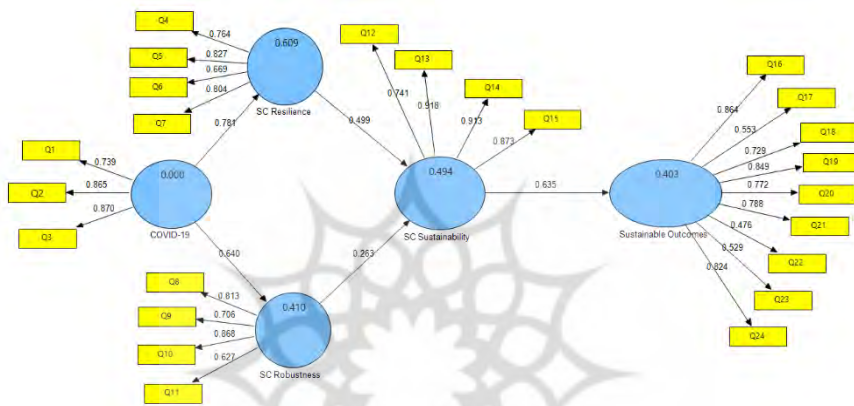 Q4
0.764
Q5
0.827
Q6
0.669
Q7
0.804
0.609
SC Resilience
0.781
0.499
Q1
0.739
Q2
0.865
Q3
0.870
0.000
COVID-19
0.640
Q8
0.813
Q9
0.706
Q10
0.868
Q11
0.627
0.410
SC Robustness
0.263
Q12
0.741
Q13
0.918
Q14
0.913
Q15
0.873
0.494
SC Sustainability
0.635
0.403
Sustainable Outcomes
Q16
0.864
Q17
0.553
Q18
0.729
Q19
0.849
Q20
0.772
Q21
0.788
Q22
0.476
Q23
0.529
Q24
0.824